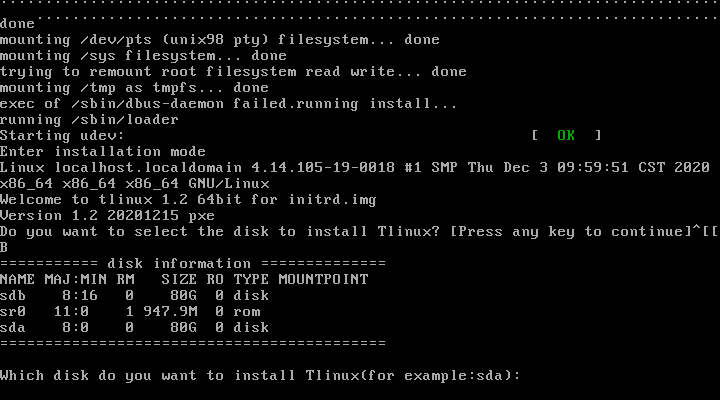 ................................................................................
done
mounting /dev/pts (unix98 pty) filesystem... done
mounting /sys filesystem... done
trying to remount root filesystem read write... done
mounting /tmp as tmpfs... done
exec of /sbin/dbus-daemon failed.running install...
running /sbin/loader
Starting udev: [ OK ]
Enter installation mode
Linux localhost.localdomain 4.14.105-19-0018 #1 SMP Thu Dec 3 09:59:51 CST 2020
x86_64 x86_64 x86_64 GNU/Linux
Welcome to tlinux 1.2 64bit for initrd.img
Version 1.2 20201215 pxe
Do you want to select the disk to install Tlinux? [Press any key to continue]^[[
B
=========== disk information ==============
NAME MAJ:MIN RM   SIZE RO TYPE MOUNTPOINT
sdb    8:16   0    80G  0 disk
sr0   11:0    1 947.9M  0 rom
sda    8:0    0    80G  0 disk
===========================================
Which disk do you want to install Tlinux(for example:sda):